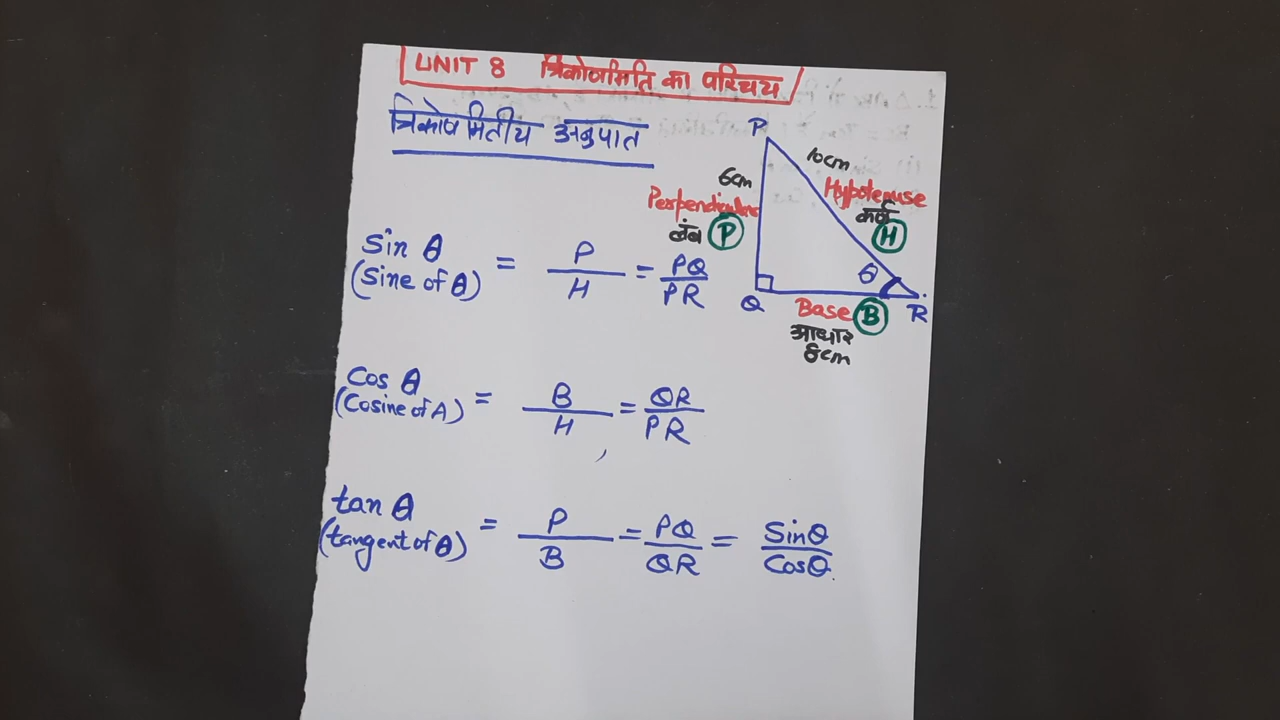 UNIT 8 त्रिकोणमिति का परिचय
त्रिकोणमितीय अनुपात
P
6cm
10cm
Perpendicular
लंब P
Hypotenuse
कर्ण
H
θ
Q
R
Base B
आधार
8cm
Sin θ
(Sine of θ) = P/H = PQ/PR
Cos θ
(Cosine of A) = B/H = QR/PR
tan θ
(tangent of θ) = P/B = PQ/QR = Sinθ/Cosθ